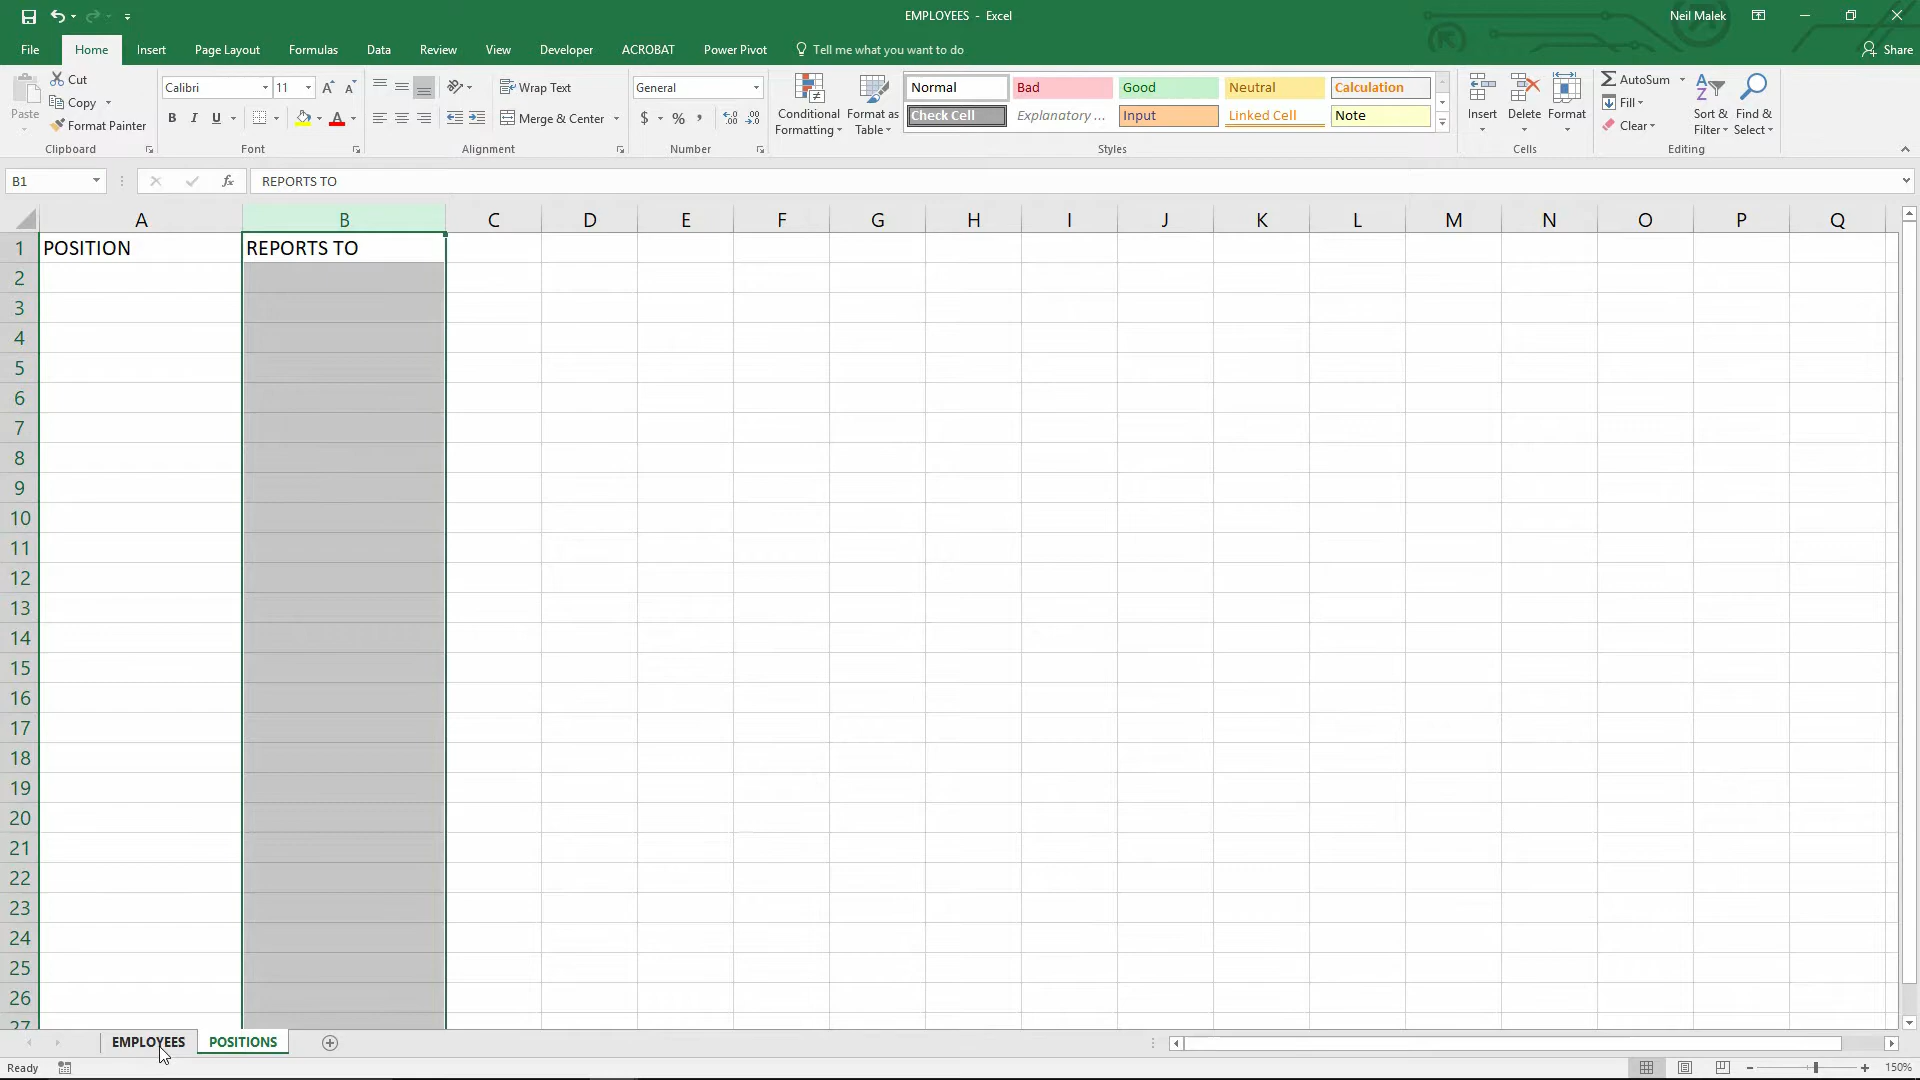 EMPLOYEES - Excel
Neil Malek
File Home Insert Page Layout Formulas Data Review View Developer ACROBAT Power Pivot Tell me what you want to do Share
Paste
Cut
Copy
Format Painter
Clipboard
Calibri 11
B I U
Font
Wrap Text
Merge & Center
Alignment
General
$ % ,
Number
Conditional Formatting
Format as Table
Normal Bad Good Neutral Calculation
Check Cell Explanatory ... Input Linked Cell Note
Styles
Insert Delete Format
Cells
AutoSum
Fill
Clear
Sort & Filter
Find & Select
Editing
B1 fx REPORTS TO
A B C D E F G H I J K L M N O P Q
1 POSITION REPORTS TO
2
3
4
5
6
7
8
9
10
11
12
13
14
15
16
17
18
19
20
21
22
23
24
25
26
27
EMPLOYEES POSITIONS
Ready 150%